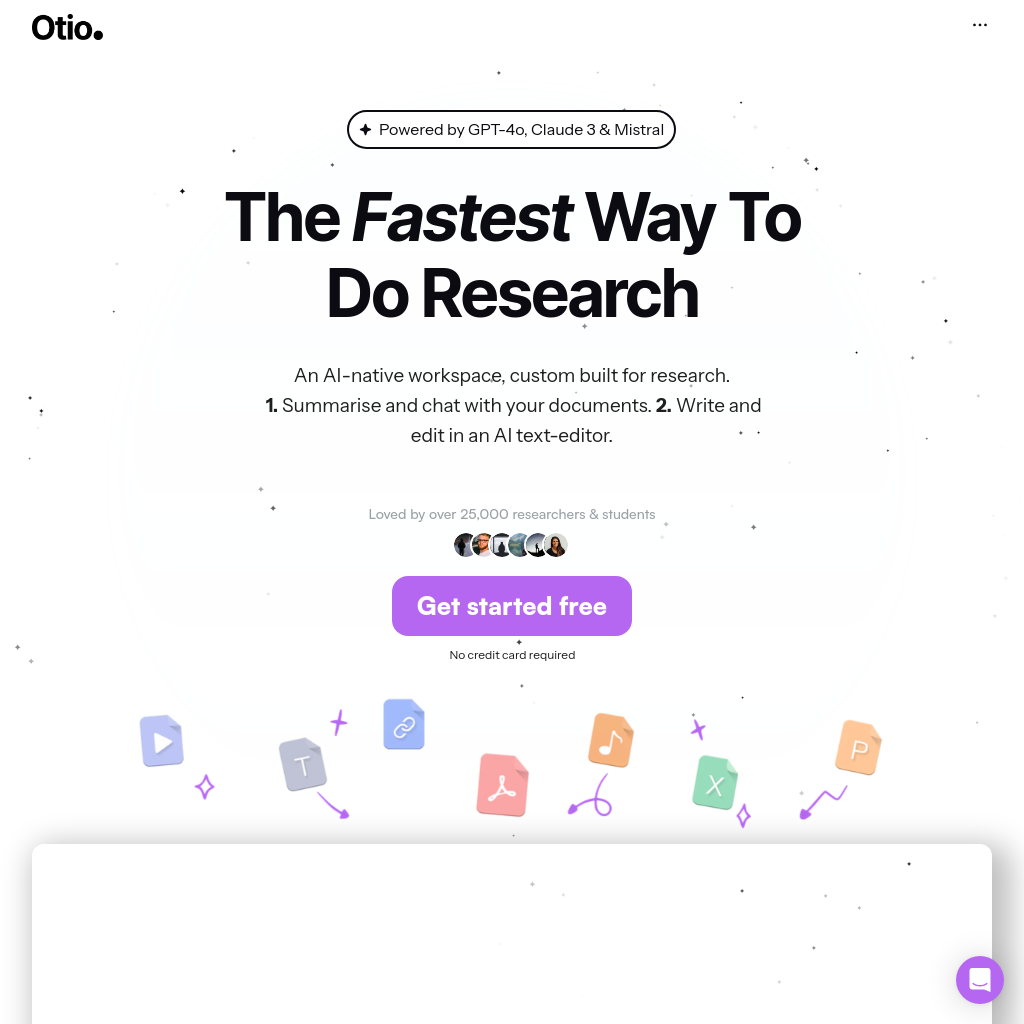 Otio.
Powered by GPT-4o, Claude 3 & Mistral
The Fastest Way To
Do Research
An AI-native workspace, custom built for research.
1. Summarise and chat with your documents. 2. Write and
edit in an AI text-editor.
Loved by over 25,000 researchers & students
Get started free
No credit card required
T
X
P